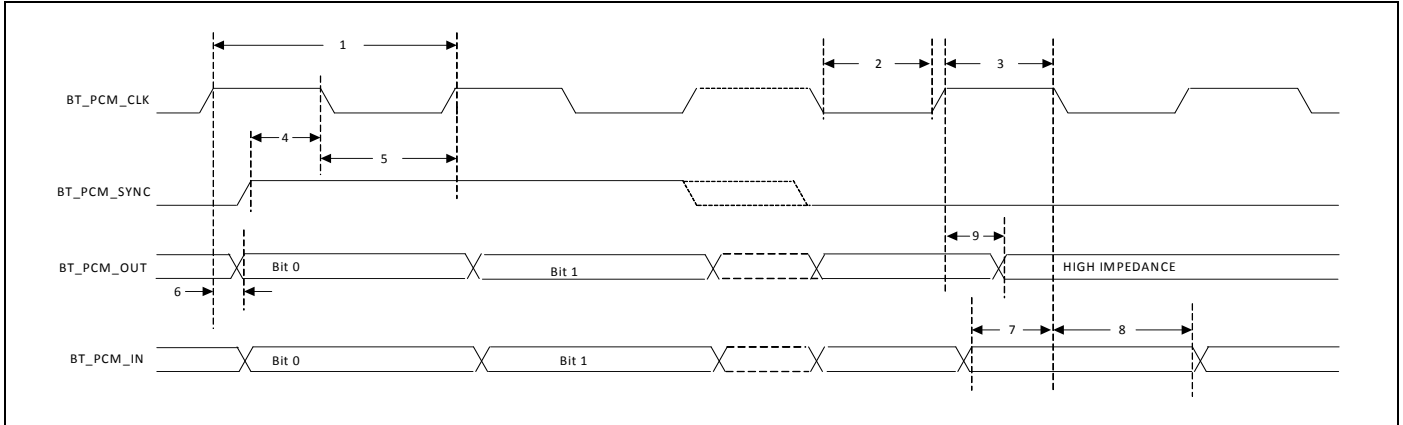 1
2
3
BT_PCM_CLK
4
5
BT_PCM_SYNC
9
BT_PCM_OUT
Bit 0
Bit 1
HIGH IMPEDANCE
6
7
8
BT_PCM_IN
Bit 0
Bit 1